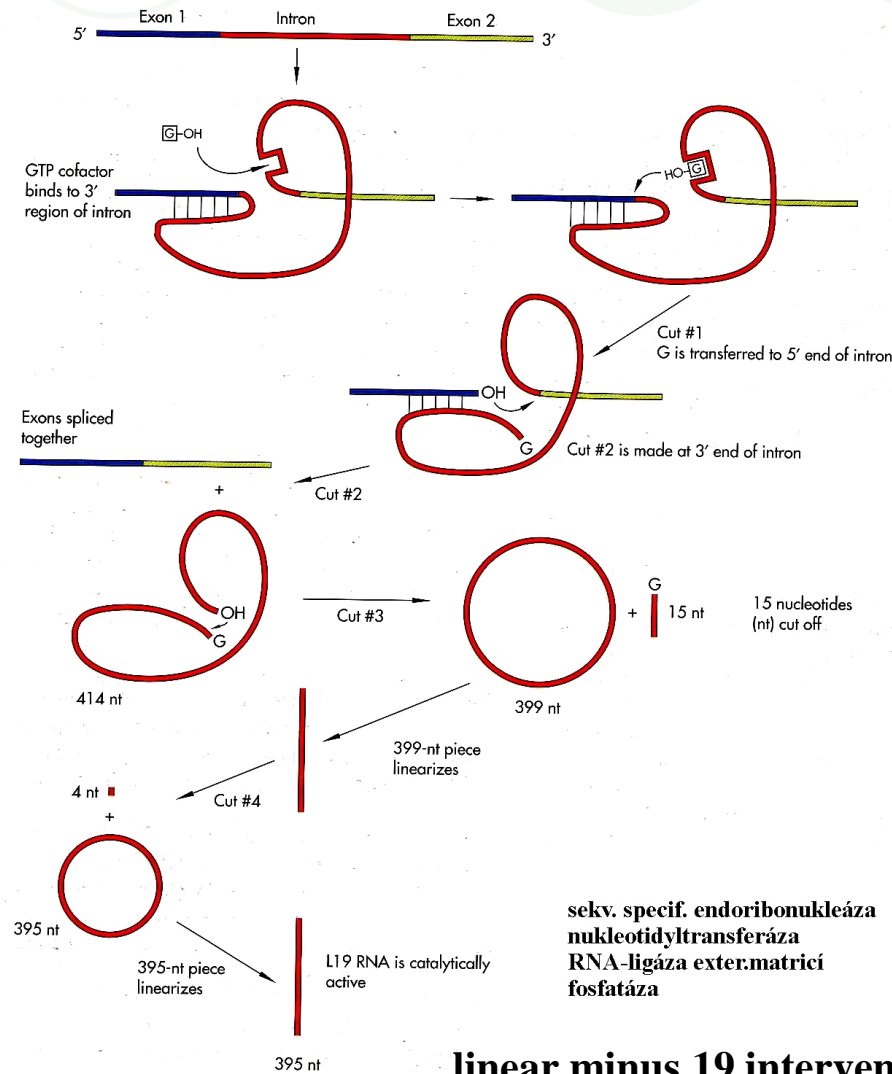 Exon 1
Intron
Exon 2
5′
3′
G-OH
GTP cofactor
binds to 3′
region of intron
HO-G
Cut #1
G is transferred to 5′ end of intron
OH
G
Cut #2 is made at 3′ end of intron
Exons spliced
together
+
Cut #2
OH
G
414 nt
Cut #3
399 nt
+
G
15 nt
15 nucleotides
(nt) cut off
399-nt piece
linearizes
Cut #4
4 nt
+
395 nt
395-nt piece
linearizes
L19 RNA is catalytically
active
395 nt
sekv. specif. endoribonukleáza
nukleotidyltransferáza
RNA-ligáza exter.matricí
fosfatáza
linear minus 19 interven